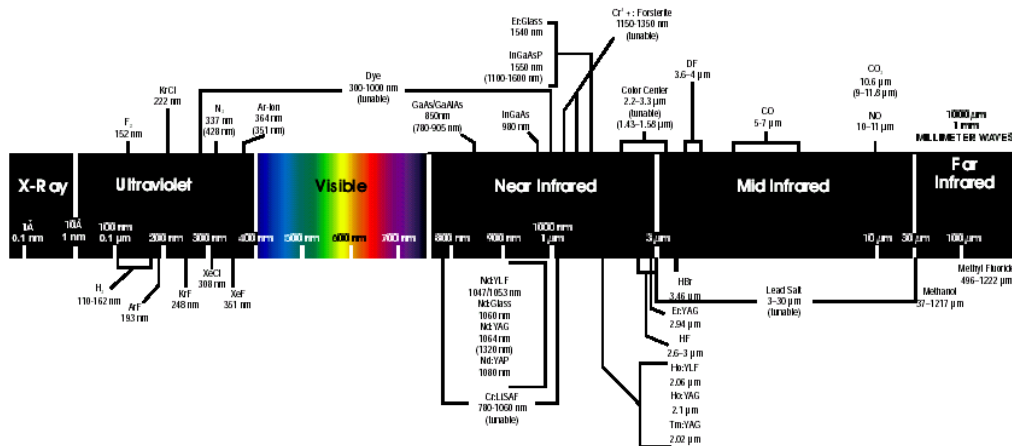 Er:Glass
1540 nm
InGaAsP
1550 nm
(1100-1600 nm)
Cr⁺ +: Forsterite
1150-1350 nm
(tunable)
Dye
300-1000 nm
(tunable)
KrCl
222 nm
F₂
152 nm
N₂
337 nm
(428 nm)
Ar-Ion
364 nm
(351 nm)
GaAs/GaAlAs
850nm
(780-905 nm)
InGaAs
980 nm
Color Center
2.2–3.3 µm
(tunable)
(1.43–1.58 µm)
DF
3.6–4 µm
CO
5-7 µm
CO₂
10.6 µm
(9–11.8 µm)
NO
10–11 µm
1000 µm
1 mm
MILLIMETER WAVES
X-Ray
Ultraviolet
Visible
Near Infrared
Mid Infrared
Far
Infrared
1Å
0.1 nm
10Å
1 nm
100 nm
0.1 µm
200 nm
300 nm
400 nm
500 nm
600 nm
700 nm
800 nm
900 nm
1000 nm
1 µm
3 µm
10 µm
30 µm
100 µm
H₂
110-162 nm
ArF
193 nm
KrF
248 nm
XeCl
308 nm
XeF
351 nm
Nd:YLF
1047/1053 nm
Nd:Glass
1060 nm
Nd:YAG
1064 nm
(1320 nm)
Nd:YAP
1080 nm
Cr:LiSAF
780-1060 nm
(tunable)
HBr
3.46 µm
Er:YAG
2.94 µm
HF
2.6–3 µm
Ho:YLF
2.06 µm
Ho:YAG
2.1 µm
Tm:YAG
2.02 µm
Lead Salt
3–30 µm
(tunable)
Methanol
37–1217 µm
Methyl Fluoride
496–1222 µm